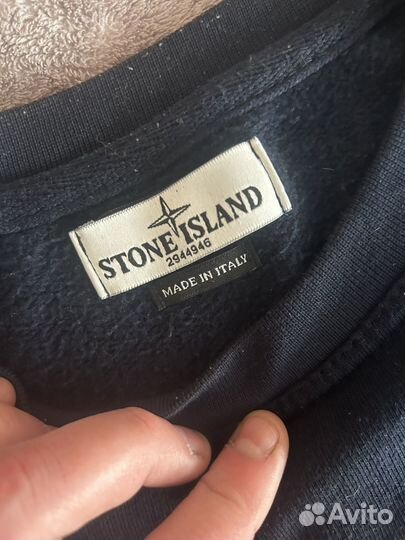 STONE ISLAND
2944946
MADE IN ITALY
Avito